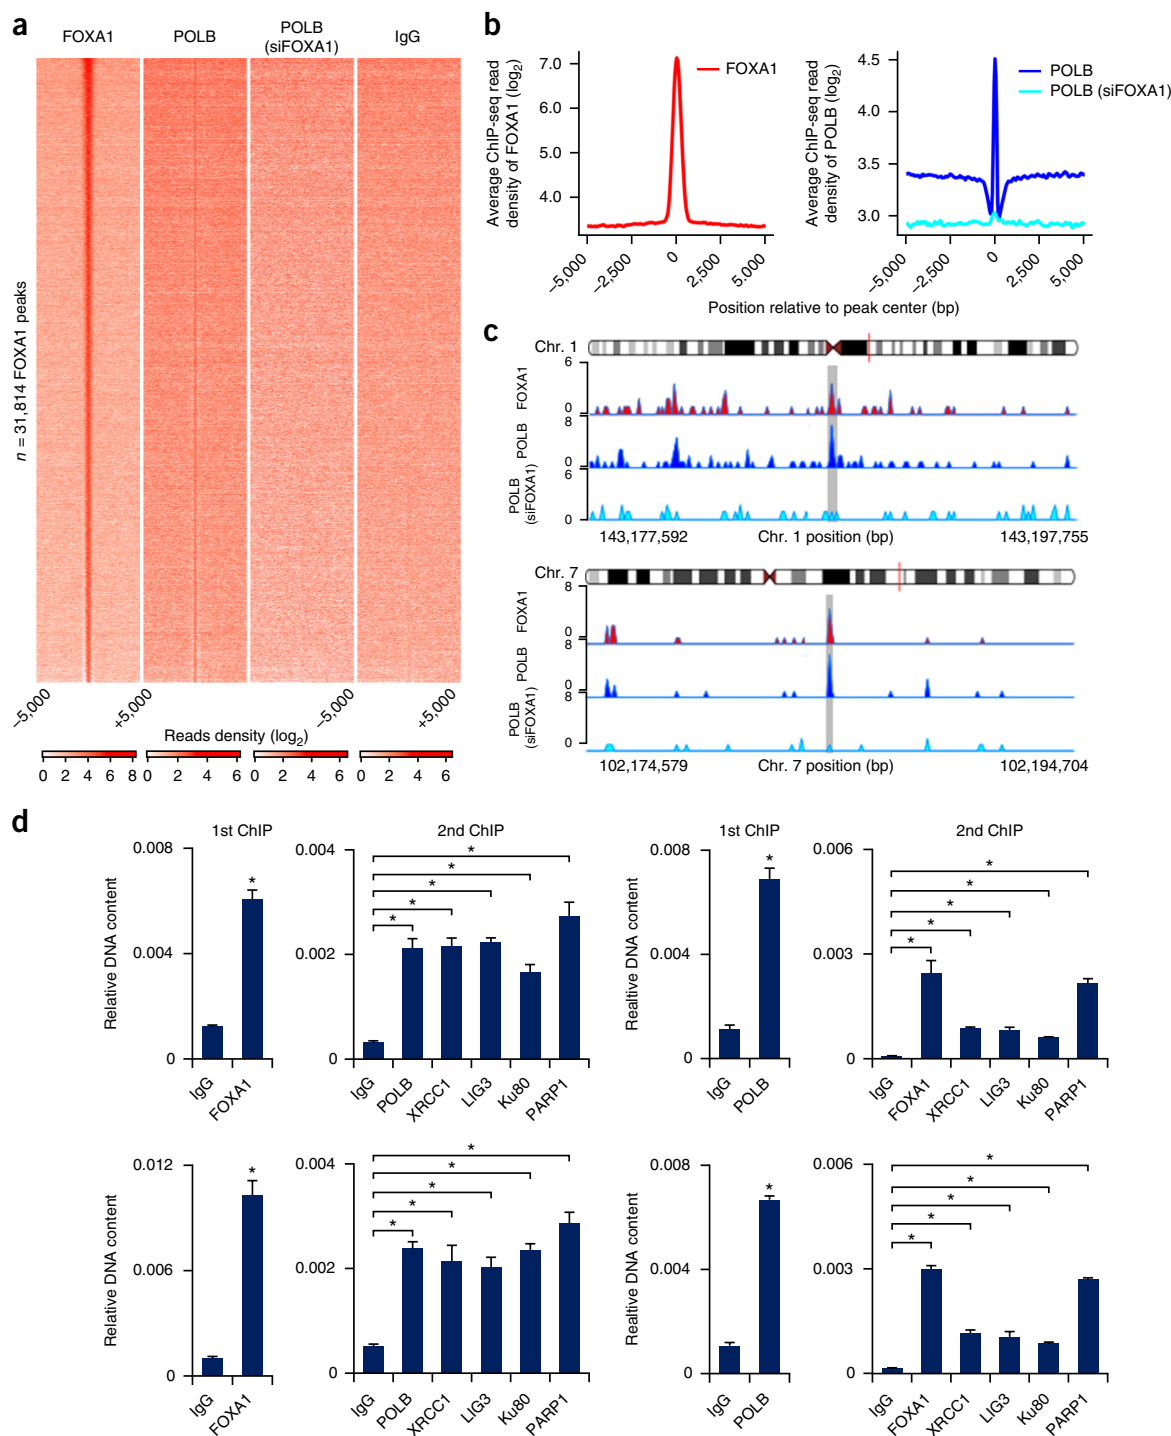 a
FOXA1
POLB
POLB
(siFOXA1)
IgG
n = 31,814 FOXA1 peaks
–5,000
+5,000
–5,000
+5,000
Reads density (log2)
0 2 4 6 8
0 2 4 6
0 2 4 6
0 2 4 6
b
Average ChIP-seq read
density of FOXA1 (log2)
7.0
6.0
5.0
4.0
FOXA1
–5,000
–2,500
0
2,500
5,000
Average ChIP-seq read
density of POLB (log2)
4.5
4.0
3.5
3.0
POLB
POLB (siFOXA1)
–5,000
–2,500
0
2,500
5,000
Position relative to peak center (bp)
c
Chr. 1
6
FOXA1
0
8
POLB
0
6
POLB
(siFOXA1)
0
143,177,592
Chr. 1 position (bp)
143,197,755
Chr. 7
8
FOXA1
0
8
POLB
0
8
POLB
(siFOXA1)
0
102,174,579
Chr. 7 position (bp)
102,194,704
d
1st ChIP
Relative DNA content
0.008
0.004
0
*
IgG
FOXA1
2nd ChIP
0.004
0.002
0
*
*
*
*
*
IgG
POLB
XRCC1
LIG3
Ku80
PARP1
1st ChIP
Realtive DNA content
0.008
0.004
0
*
IgG
POLB
2nd ChIP
0.006
0.003
0
*
*
*
*
*
IgG
FOXA1
XRCC1
LIG3
Ku80
PARP1
Relative DNA content
0.012
0.006
0
*
IgG
FOXA1
0.004
0.002
0
*
*
*
*
*
IgG
POLB
XRCC1
LIG3
Ku80
PARP1
Realtive DNA content
0.008
0.004
0
*
IgG
POLB
0.006
0.003
0
*
*
*
*
*
IgG
FOXA1
XRCC1
LIG3
Ku80
PARP1